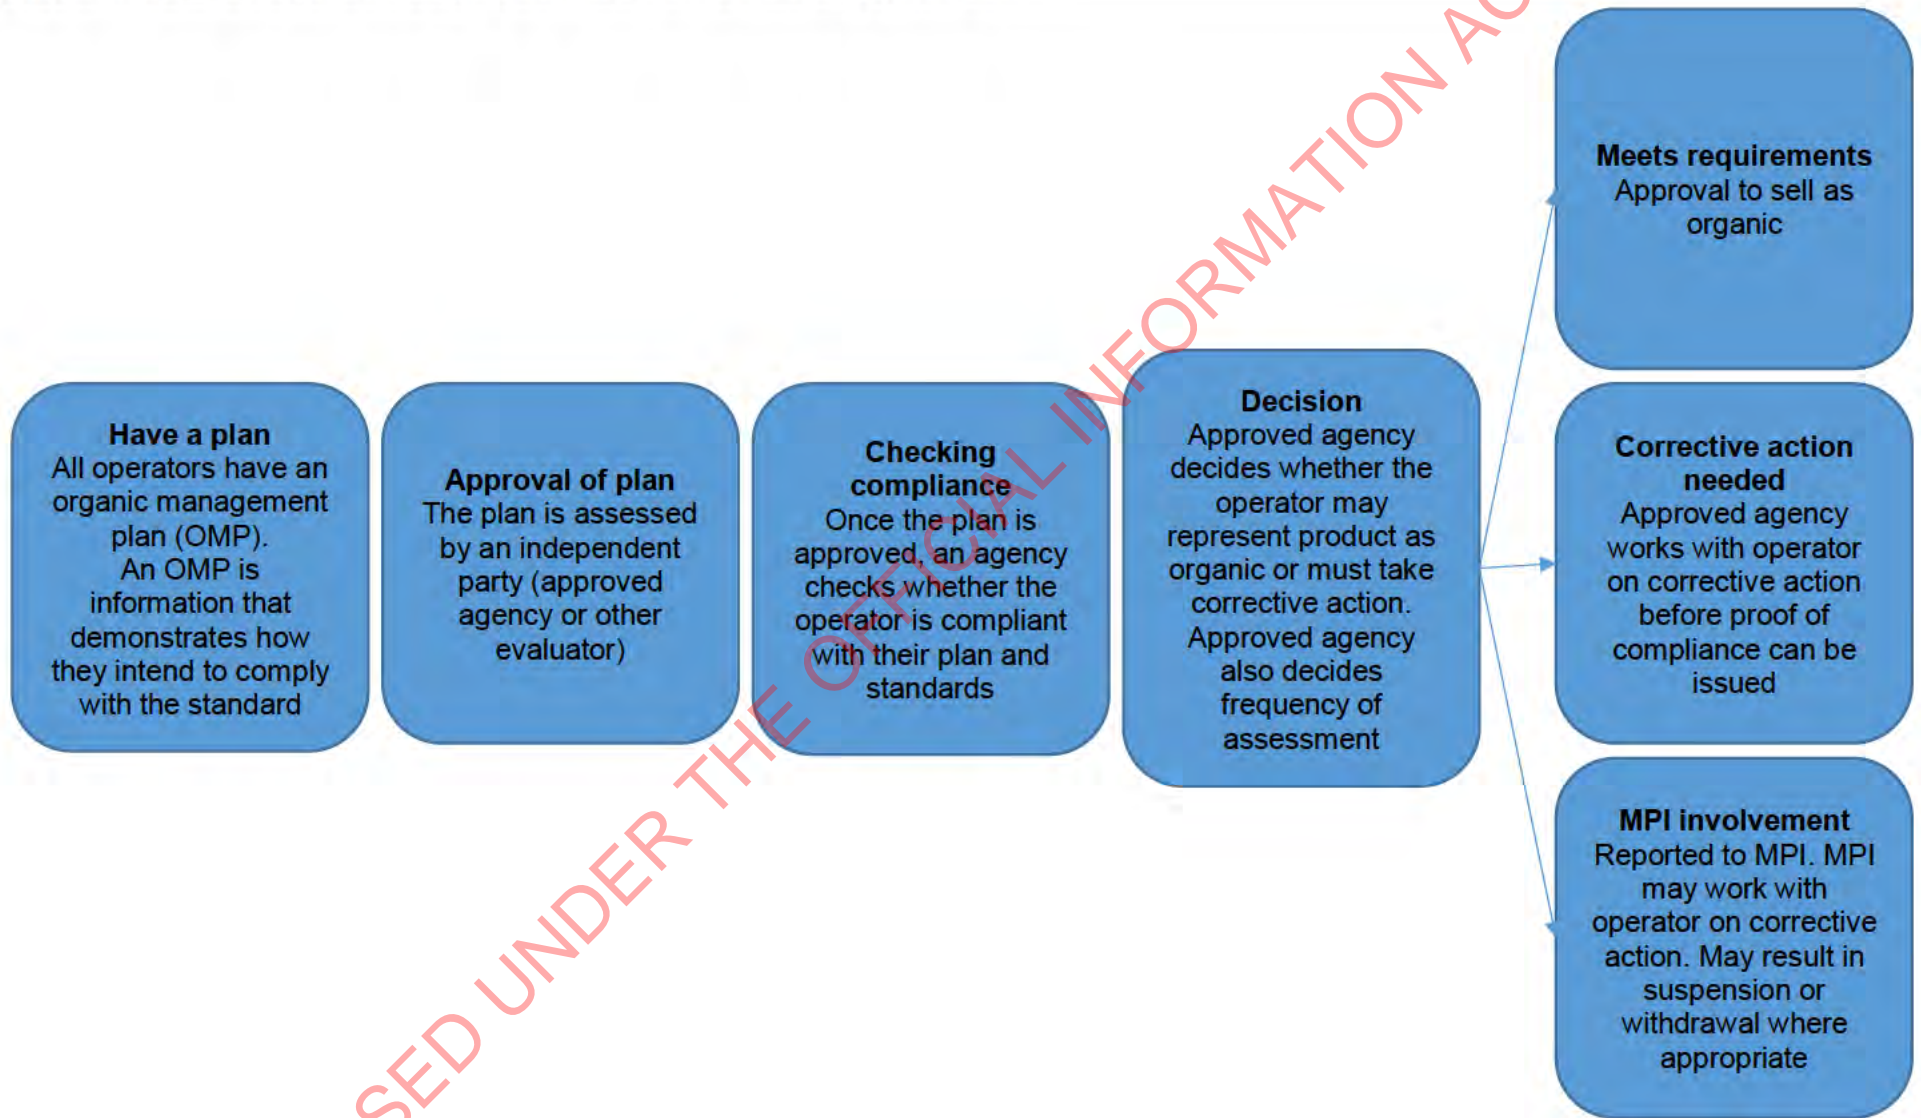 Have a plan
All operators have an
organic management
plan (OMP).
An OMP is
information that
demonstrates how
they intend to comply
with the standard
Approval of plan
The plan is assessed
by an independent
party (approved
agency or other
evaluator)
Checking
compliance
Once the plan is
approved, an agency
checks whether the
operator is compliant
with their plan and
standards
Decision
Approved agency
decides whether the
operator may
represent product as
organic or must take
corrective action.
Approved agency
also decides
frequency of
assessment
Meets requirements
Approval to sell as
organic
Corrective action
needed
Approved agency
works with operator
on corrective action
before proof of
compliance can be
issued
MPI involvement
Reported to MPI. MPI
may work with
operator on corrective
action. May result in
suspension or
withdrawal where
appropriate
SED UNDER THE OFFICIAL INFORMATION AC